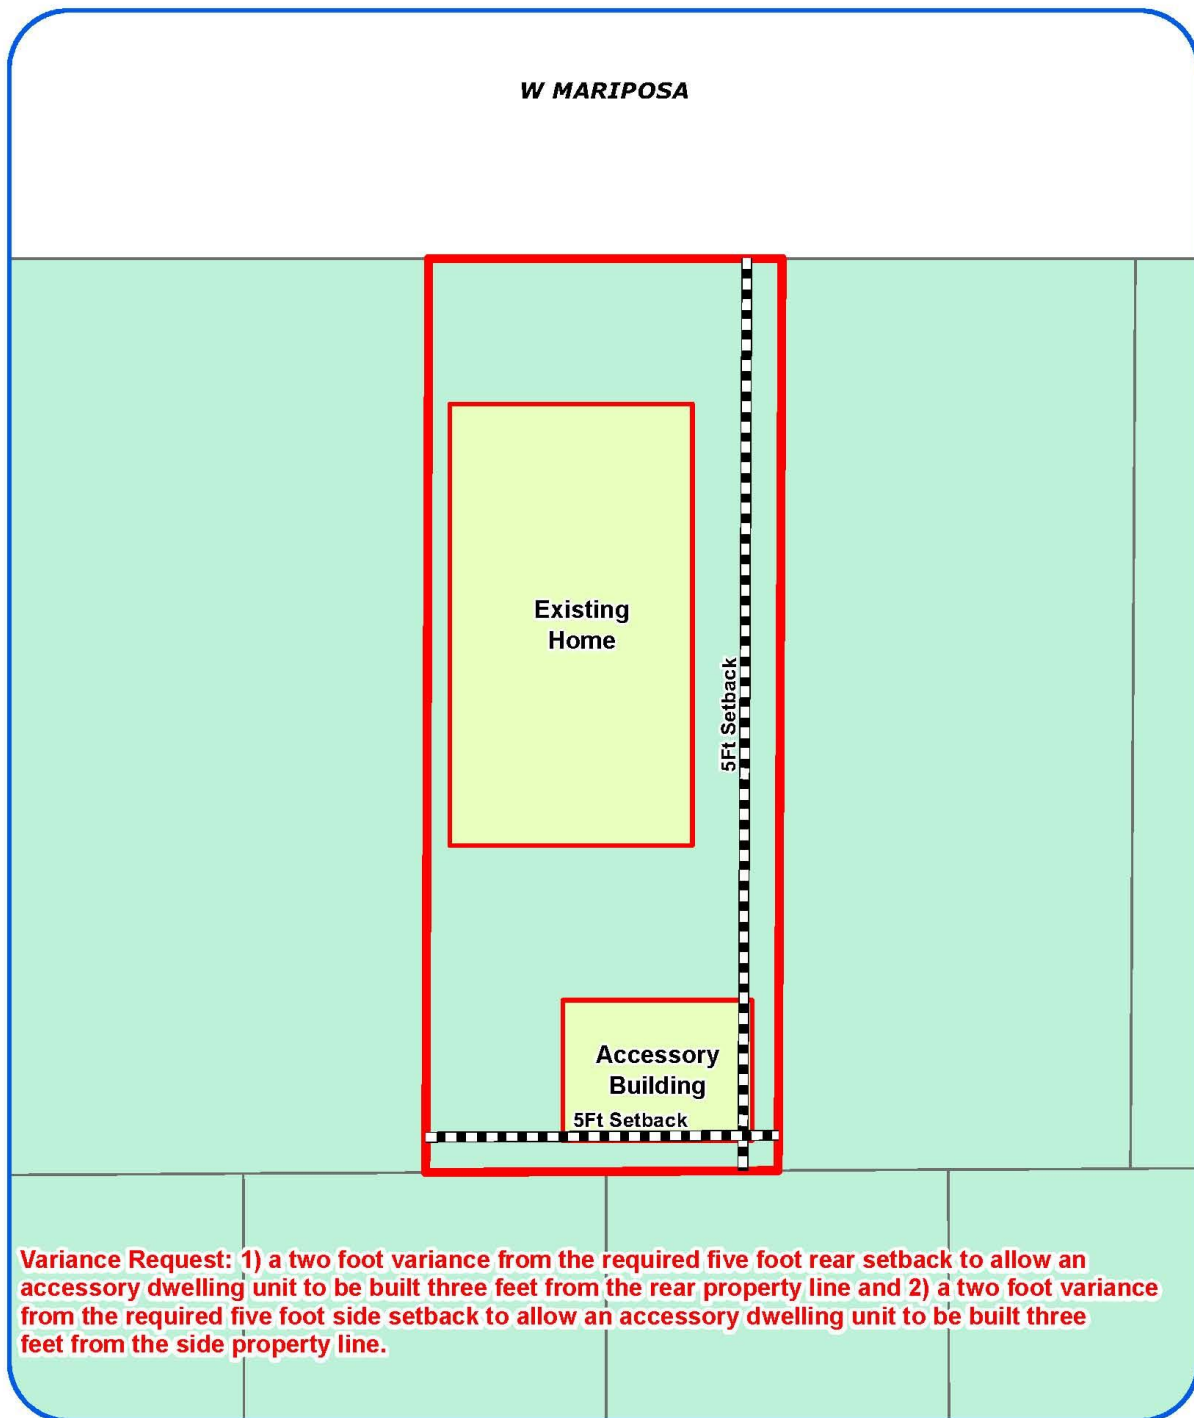 W MARIPOSA
Existing
Home
5Ft Setback
Accessory
Building
5Ft Setback
Variance Request: 1) a two foot variance from the required five foot rear setback to allow an
accessory dwelling unit to be built three feet from the rear property line and 2) a two foot variance
from the required five foot side setback to allow an accessory dwelling unit to be built three
feet from the side property line.